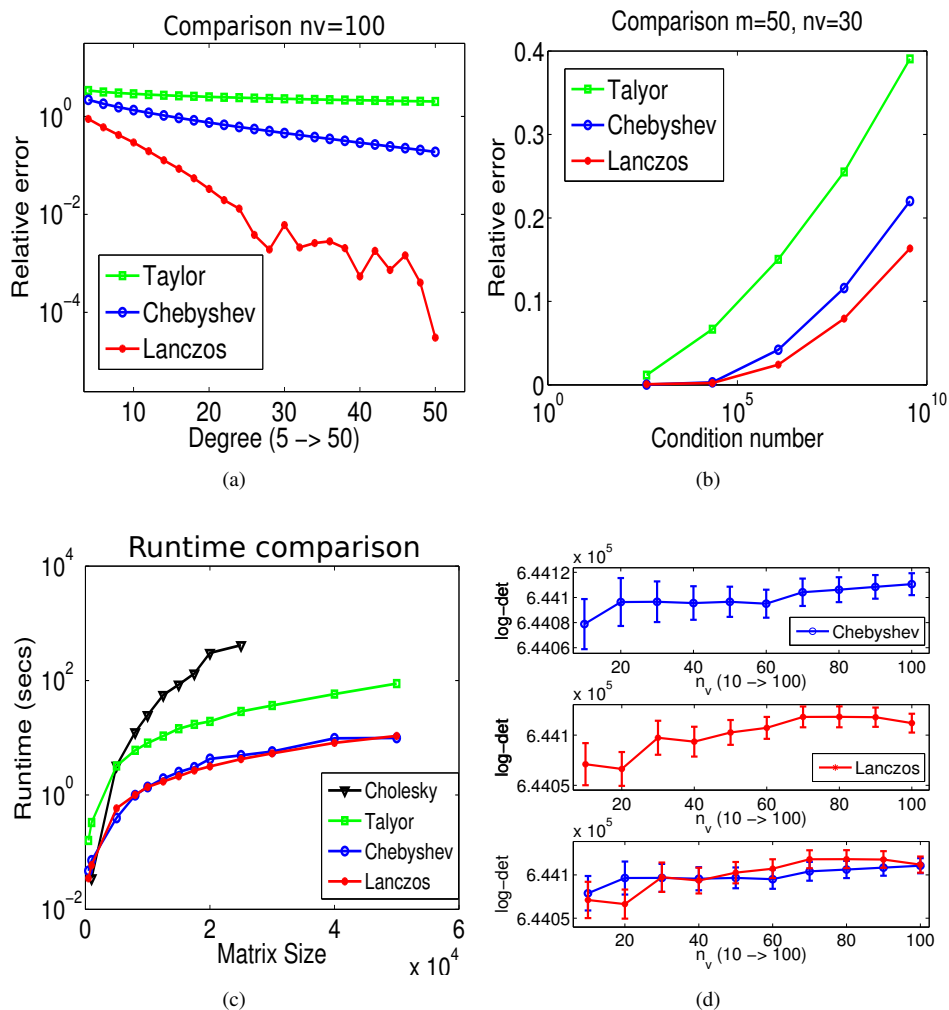 Comparison nv=100
Relative error
10^0
10^-2
10^-4
Taylor
Chebyshev
Lanczos
10 20 30 40 50
Degree (5 -> 50)
(a)
Comparison m=50, nv=30
Relative error
0.4
0.3
0.2
0.1
0
Talyor
Chebyshev
Lanczos
10^0 10^5 10^10
Condition number
(b)
Runtime comparison
Runtime (secs)
10^4
10^2
10^0
10^-2
Cholesky
Talyor
Chebyshev
Lanczos
0 2 4 6
Matrix Size
x 10^4
(c)
x 10^5
log-det
6.4412
6.441
6.4408
6.4406
Chebyshev
20 40 60 80 100
n_v (10 -> 100)
x 10^5
log-det
6.441
6.4405
Lanczos
20 40 60 80 100
n_v (10 -> 100)
x 10^5
log-det
6.441
6.4405
20 40 60 80 100
n_v (10 -> 100)
(d)